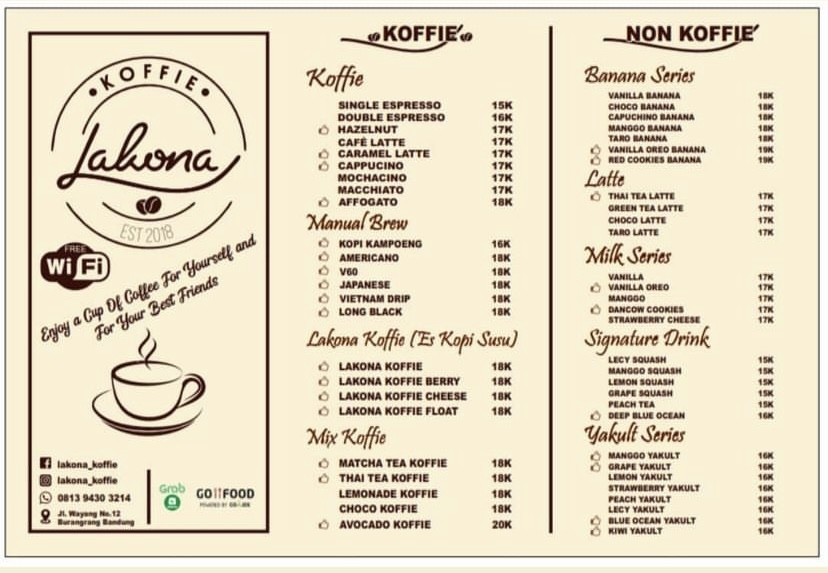 KOFFIE
Lakona
EST 2018
FREE
WiFi
Enjoy a Cup Of Coffee For Yourself and
For Your Best Friends
lakona_koffie
lakona_koffie
0813 9430 3214
Jl. Wayang No.12
Burangrang Bandung
Grab
GOFOOD
POWERED BY GOJEK
KOFFIE
Koffie
SINGLE ESPRESSO 15K
DOUBLE ESPRESSO 16K
HAZELNUT 17K
CAFÉ LATTE 17K
CARAMEL LATTE 17K
CAPPUCINO 17K
MOCHACINO 17K
MACCHIATO 17K
AFFOGATO 18K
Manual Brew
KOPI KAMPOENG 16K
AMERICANO 18K
V60 18K
JAPANESE 18K
VIETNAM DRIP 18K
LONG BLACK 18K
Lakona Koffie (Es Kopi Susu)
LAKONA KOFFIE 18K
LAKONA KOFFIE BERRY 18K
LAKONA KOFFIE CHEESE 18K
LAKONA KOFFIE FLOAT 18K
Mix Koffie
MATCHA TEA KOFFIE 18K
THAI TEA KOFFIE 18K
LEMONADE KOFFIE 18K
CHOCO KOFFIE 18K
AVOCADO KOFFIE 20K
NON KOFFIE
Banana Series
VANILLA BANANA 18K
CHOCO BANANA 18K
CAPUCHINO BANANA 18K
MANGGO BANANA 18K
TARO BANANA 18K
VANILLA OREO BANANA 19K
RED COOKIES BANANA 19K
Latte
THAI TEA LATTE 17K
GREEN TEA LATTE 17K
CHOCO LATTE 17K
TARO LATTE 17K
Milk Series
VANILLA 17K
VANILLA OREO 17K
MANGGO 17K
DANCOW COOKIES 17K
STRAWBERRY CHEESE 17K
Signature Drink
LECY SQUASH 15K
MANGGO SQUASH 15K
LEMON SQUASH 15K
GRAPE SQUASH 15K
PEACH TEA 15K
DEEP BLUE OCEAN 16K
Yakult Series
MANGGO YAKULT 16K
GRAPE YAKULT 16K
LEMON YAKULT 16K
STRAWBERRY YAKULT 16K
PEACH YAKULT 16K
LECY YAKULT 16K
BLUE OCEAN YAKULT 16K
KIWI YAKULT 16K